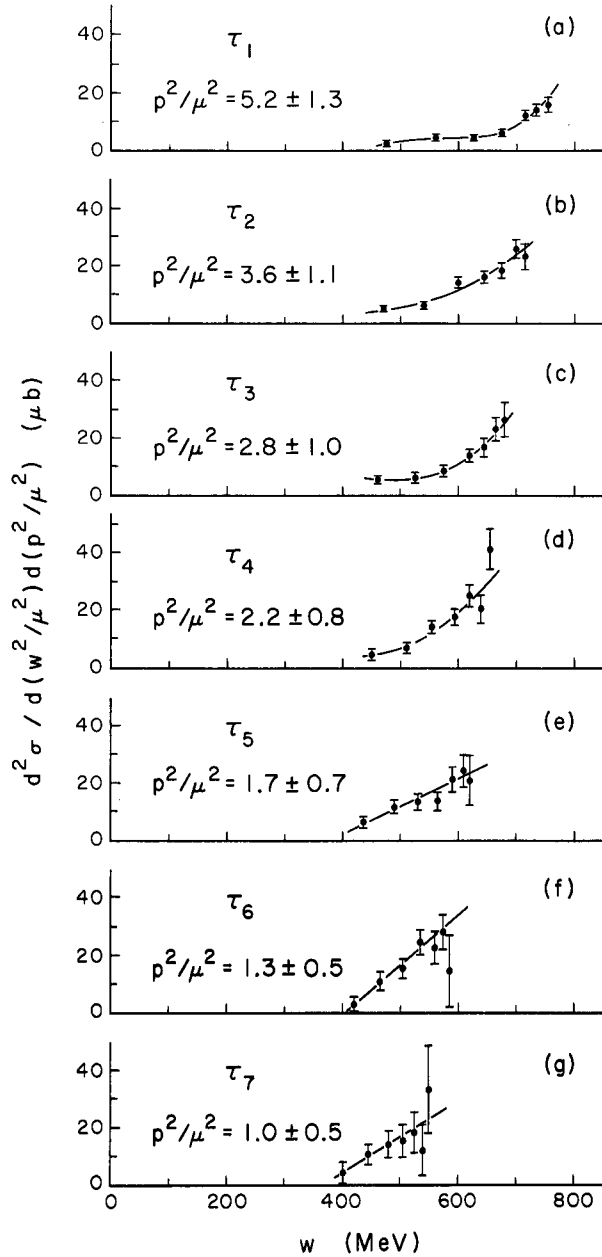 40
τ1
(a)
20
p²/μ² = 5.2 ± 1.3
0
40
τ2
(b)
20
p²/μ² = 3.6 ± 1.1
0
40
τ3
(c)
20
p²/μ² = 2.8 ± 1.0
0
40
τ4
(d)
20
p²/μ² = 2.2 ± 0.8
0
40
τ5
(e)
20
p²/μ² = 1.7 ± 0.7
0
40
τ6
(f)
20
p²/μ² = 1.3 ± 0.5
0
40
τ7
(g)
20
p²/μ² = 1.0 ± 0.5
0
0 200 400 600 800
w (MeV)
d²σ / d(w²/μ²)d(p²/μ²) (μb)